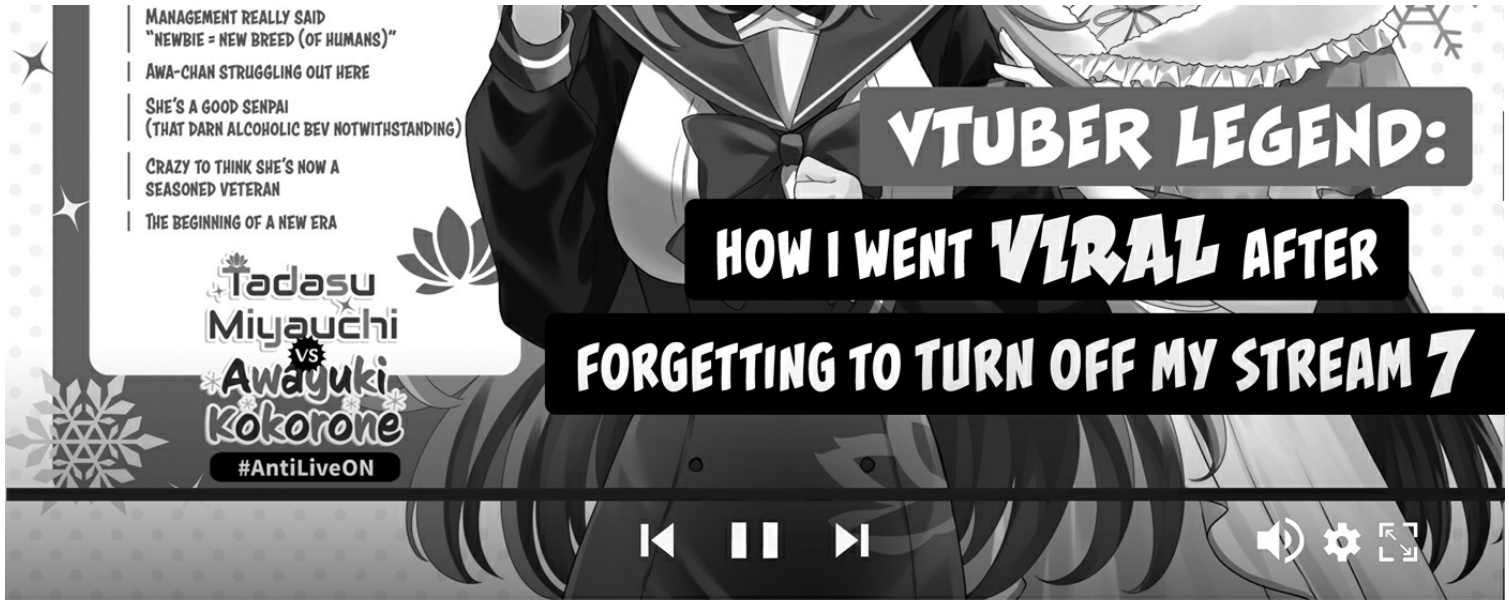 MANAGEMENT REALLY SAID
"NEWBIE = NEW BREED (OF HUMANS)"
AWA-CHAN STRUGGLING OUT HERE
SHE'S A GOOD SENPAI
(THAT DARN ALCOHOLIC BEV NOTWITHSTANDING)
CRAZY TO THINK SHE'S NOW A
SEASONED VETERAN
THE BEGINNING OF A NEW ERA
Tadasu
Miyauchi
VS
Awayuki
Kokorone
#AntiLiveON
VTUBER LEGEND:
HOW I WENT VIRAL AFTER
FORGETTING TO TURN OFF MY STREAM 7